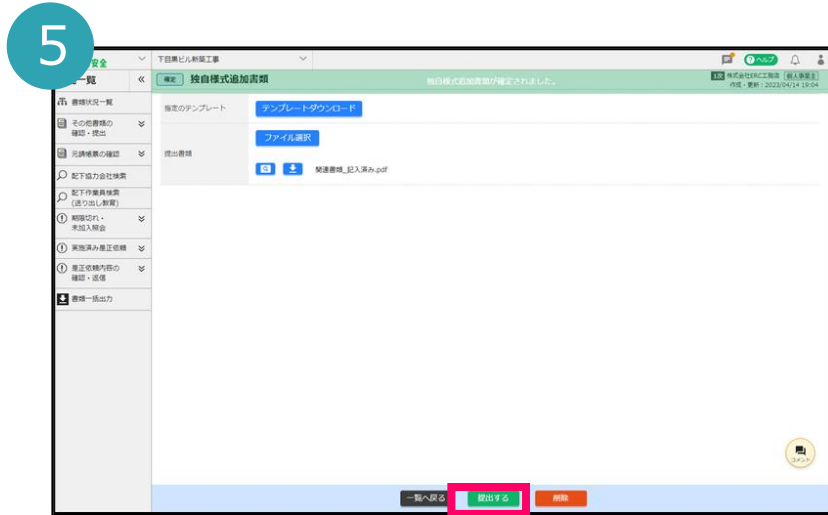 5
安全
下目黒ビル新築工事
ヘルプ
一覧
確定
独自様式追加書類
独自様式追加書類が確定されました。
1次 株式会社ERC工務店 個人事業主
作成・更新：2023/04/14 19:04
書類状況一覧
指定のテンプレート
テンプレートダウンロード
その他書類の
確認・提出
元請帳票の確認
提出書類
ファイル選択
関連書類_記入済み.pdf
配下協力会社検索
配下作業員検索
(送り出し教育)
期限切れ・
未加入照会
実施済み是正依頼
是正依頼内容の
確認・返信
書類一括出力
コメント
一覧へ戻る
提出する
削除